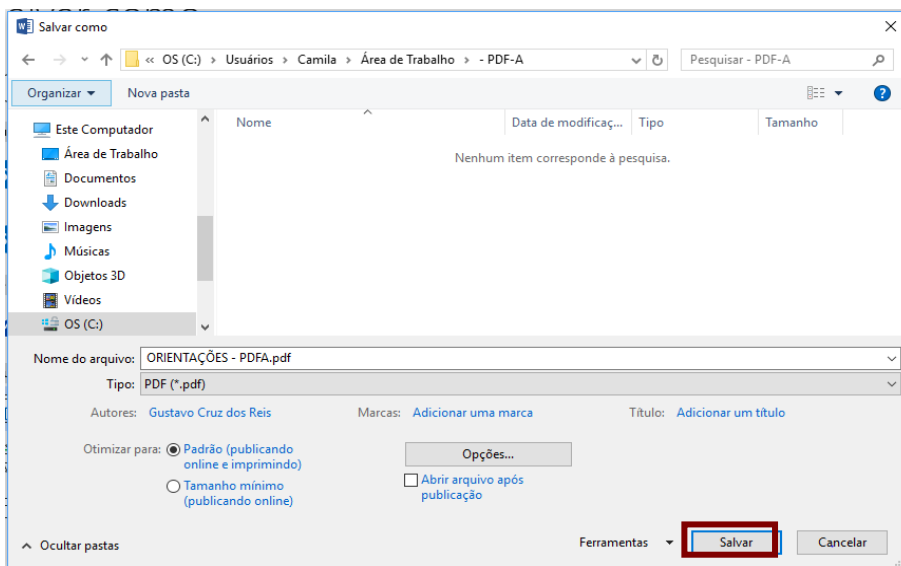 Salvar como
« OS (C:) › Usuários › Camila › Área de Trabalho › - PDF-A
Pesquisar - PDF-A
Organizar
Nova pasta
Este Computador
Área de Trabalho
Documentos
Downloads
Imagens
Músicas
Objetos 3D
Vídeos
OS (C:)
Nome
Data de modificaç...
Tipo
Tamanho
Nenhum item corresponde à pesquisa.
Nome do arquivo: ORIENTAÇÕES - PDFA.pdf
Tipo: PDF (*.pdf)
Autores: Gustavo Cruz dos Reis
Marcas: Adicionar uma marca
Título: Adicionar um título
Otimizar para:
Padrão (publicando
online e imprimindo)
Tamanho mínimo
(publicando online)
Opções...
Abrir arquivo após
publicação
Ocultar pastas
Ferramentas
Salvar
Cancelar